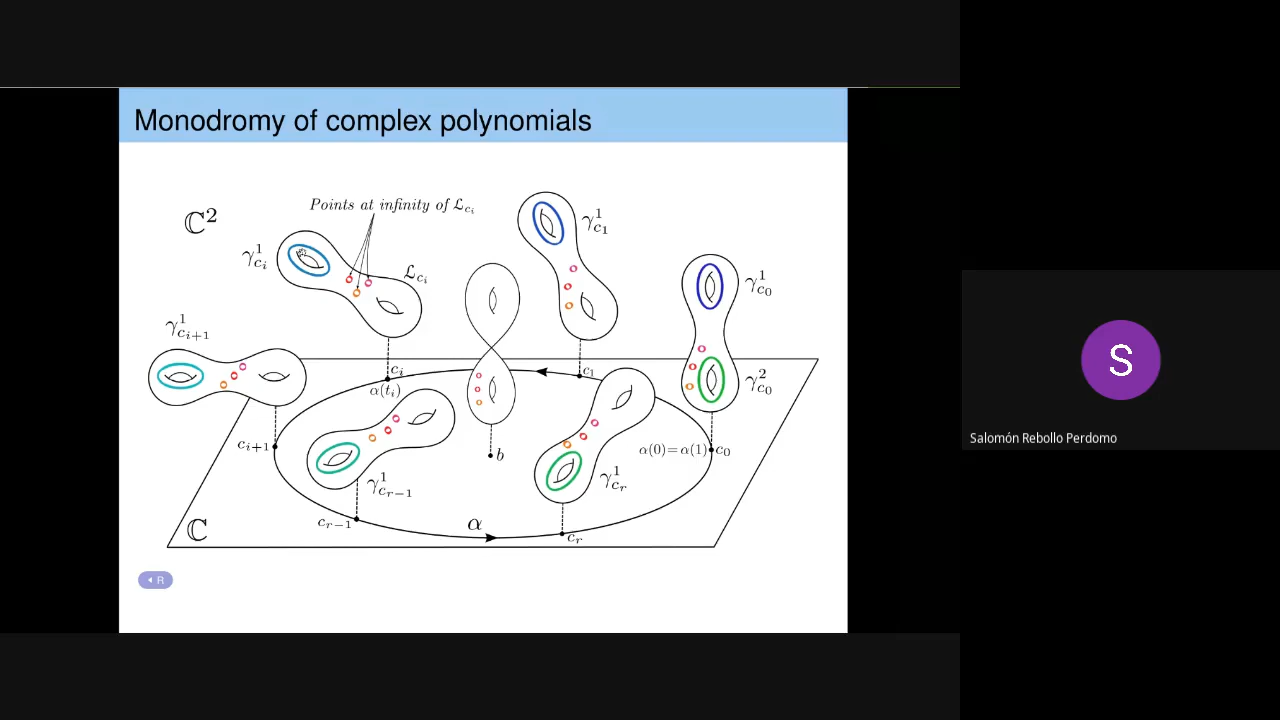 Monodromy of complex polynomials
ℂ²
Points at infinity of ℒ_{c_i}
γ¹_{c_1}
γ¹_{c_i}
ℒ_{c_i}
γ¹_{c_0}
γ¹_{c_{i+1}}
c_i
α(t_i)
c_1
γ²_{c_0}
c_{i+1}
b
α(0)=α(1)
c_0
γ¹_{c_{r−1}}
γ¹_{c_r}
ℂ
c_{r−1}
α
c_r
R
S
Salomón Rebollo Perdomo